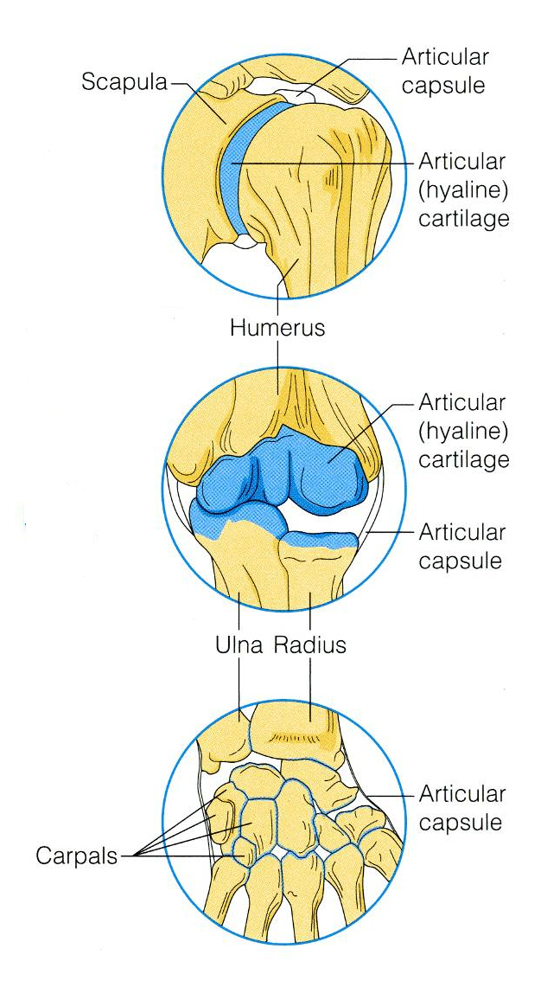 Articular
capsule
Scapula
Articular
(hyaline)
cartilage
Humerus
Articular
(hyaline)
cartilage
Articular
capsule
Ulna Radius
Articular
capsule
Carpals